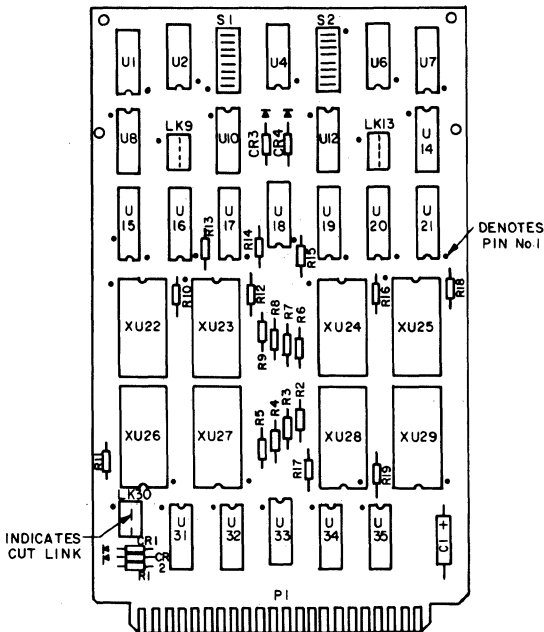 S1 S2
U1 U2 U4 U6 U7
U8 LK9 U10 CR3 CR4 U12 LK13 U 14
U 15 U 16 R13 U 17 R14 U 18 R15 U 19 U 20 U 21
DENOTES
PIN No.1
R10 R12 R16 R18
XU22 XU23 R9 R8 R7 R6 XU24 XU25
XU26 XU27 R5 R4 R3 R2 XU28 XU29
R11 R17 R19
LK30
INDICATES
CUT LINK
U 31 U 32 U 33 U 34 U 35 C1 +
CR1
CR 2
R1
P1